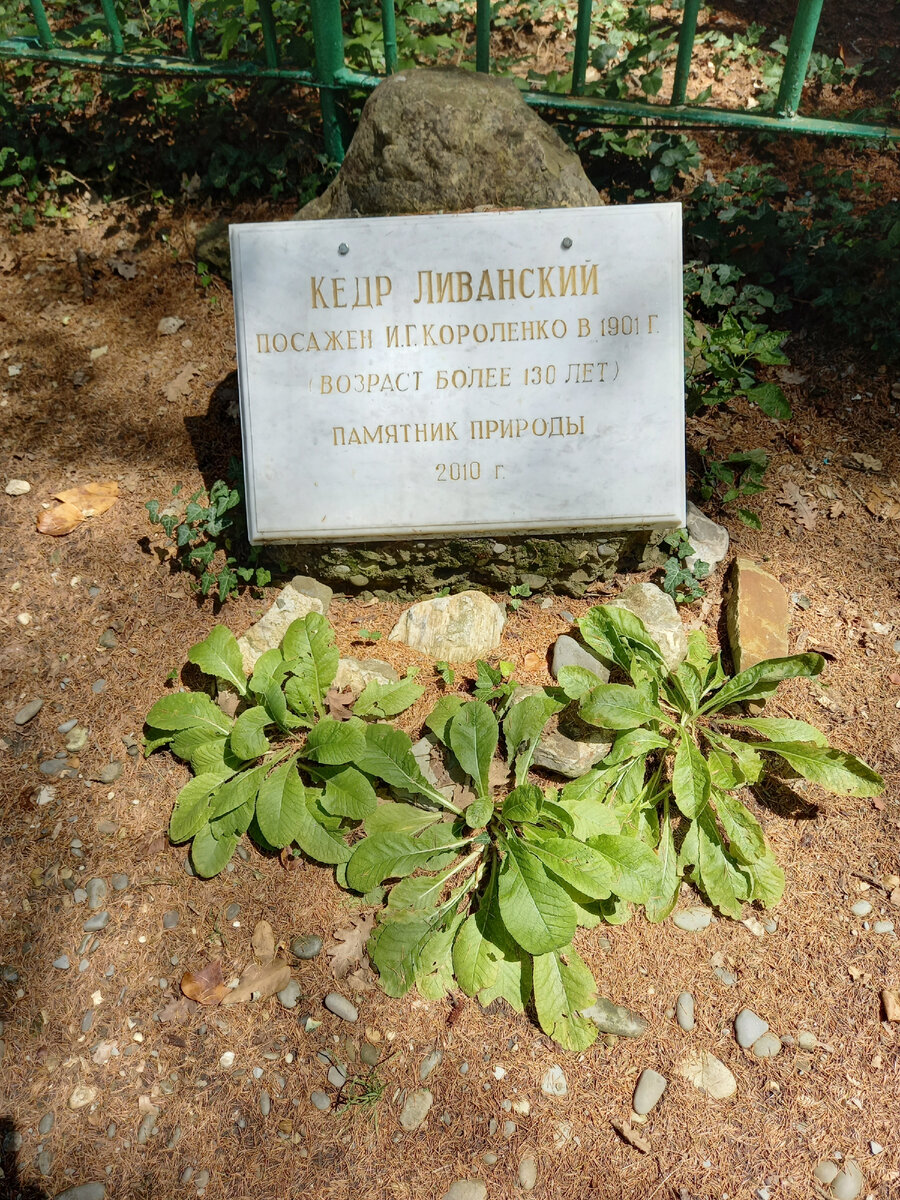 КЕДР ЛИВАНСКИЙ
ПОСАЖЕН И.Г.КОРОЛЕНКО В 1901 Г.
(ВОЗРАСТ БОЛЕЕ 130 ЛЕТ)
ПАМЯТНИК ПРИРОДЫ
2010 г.